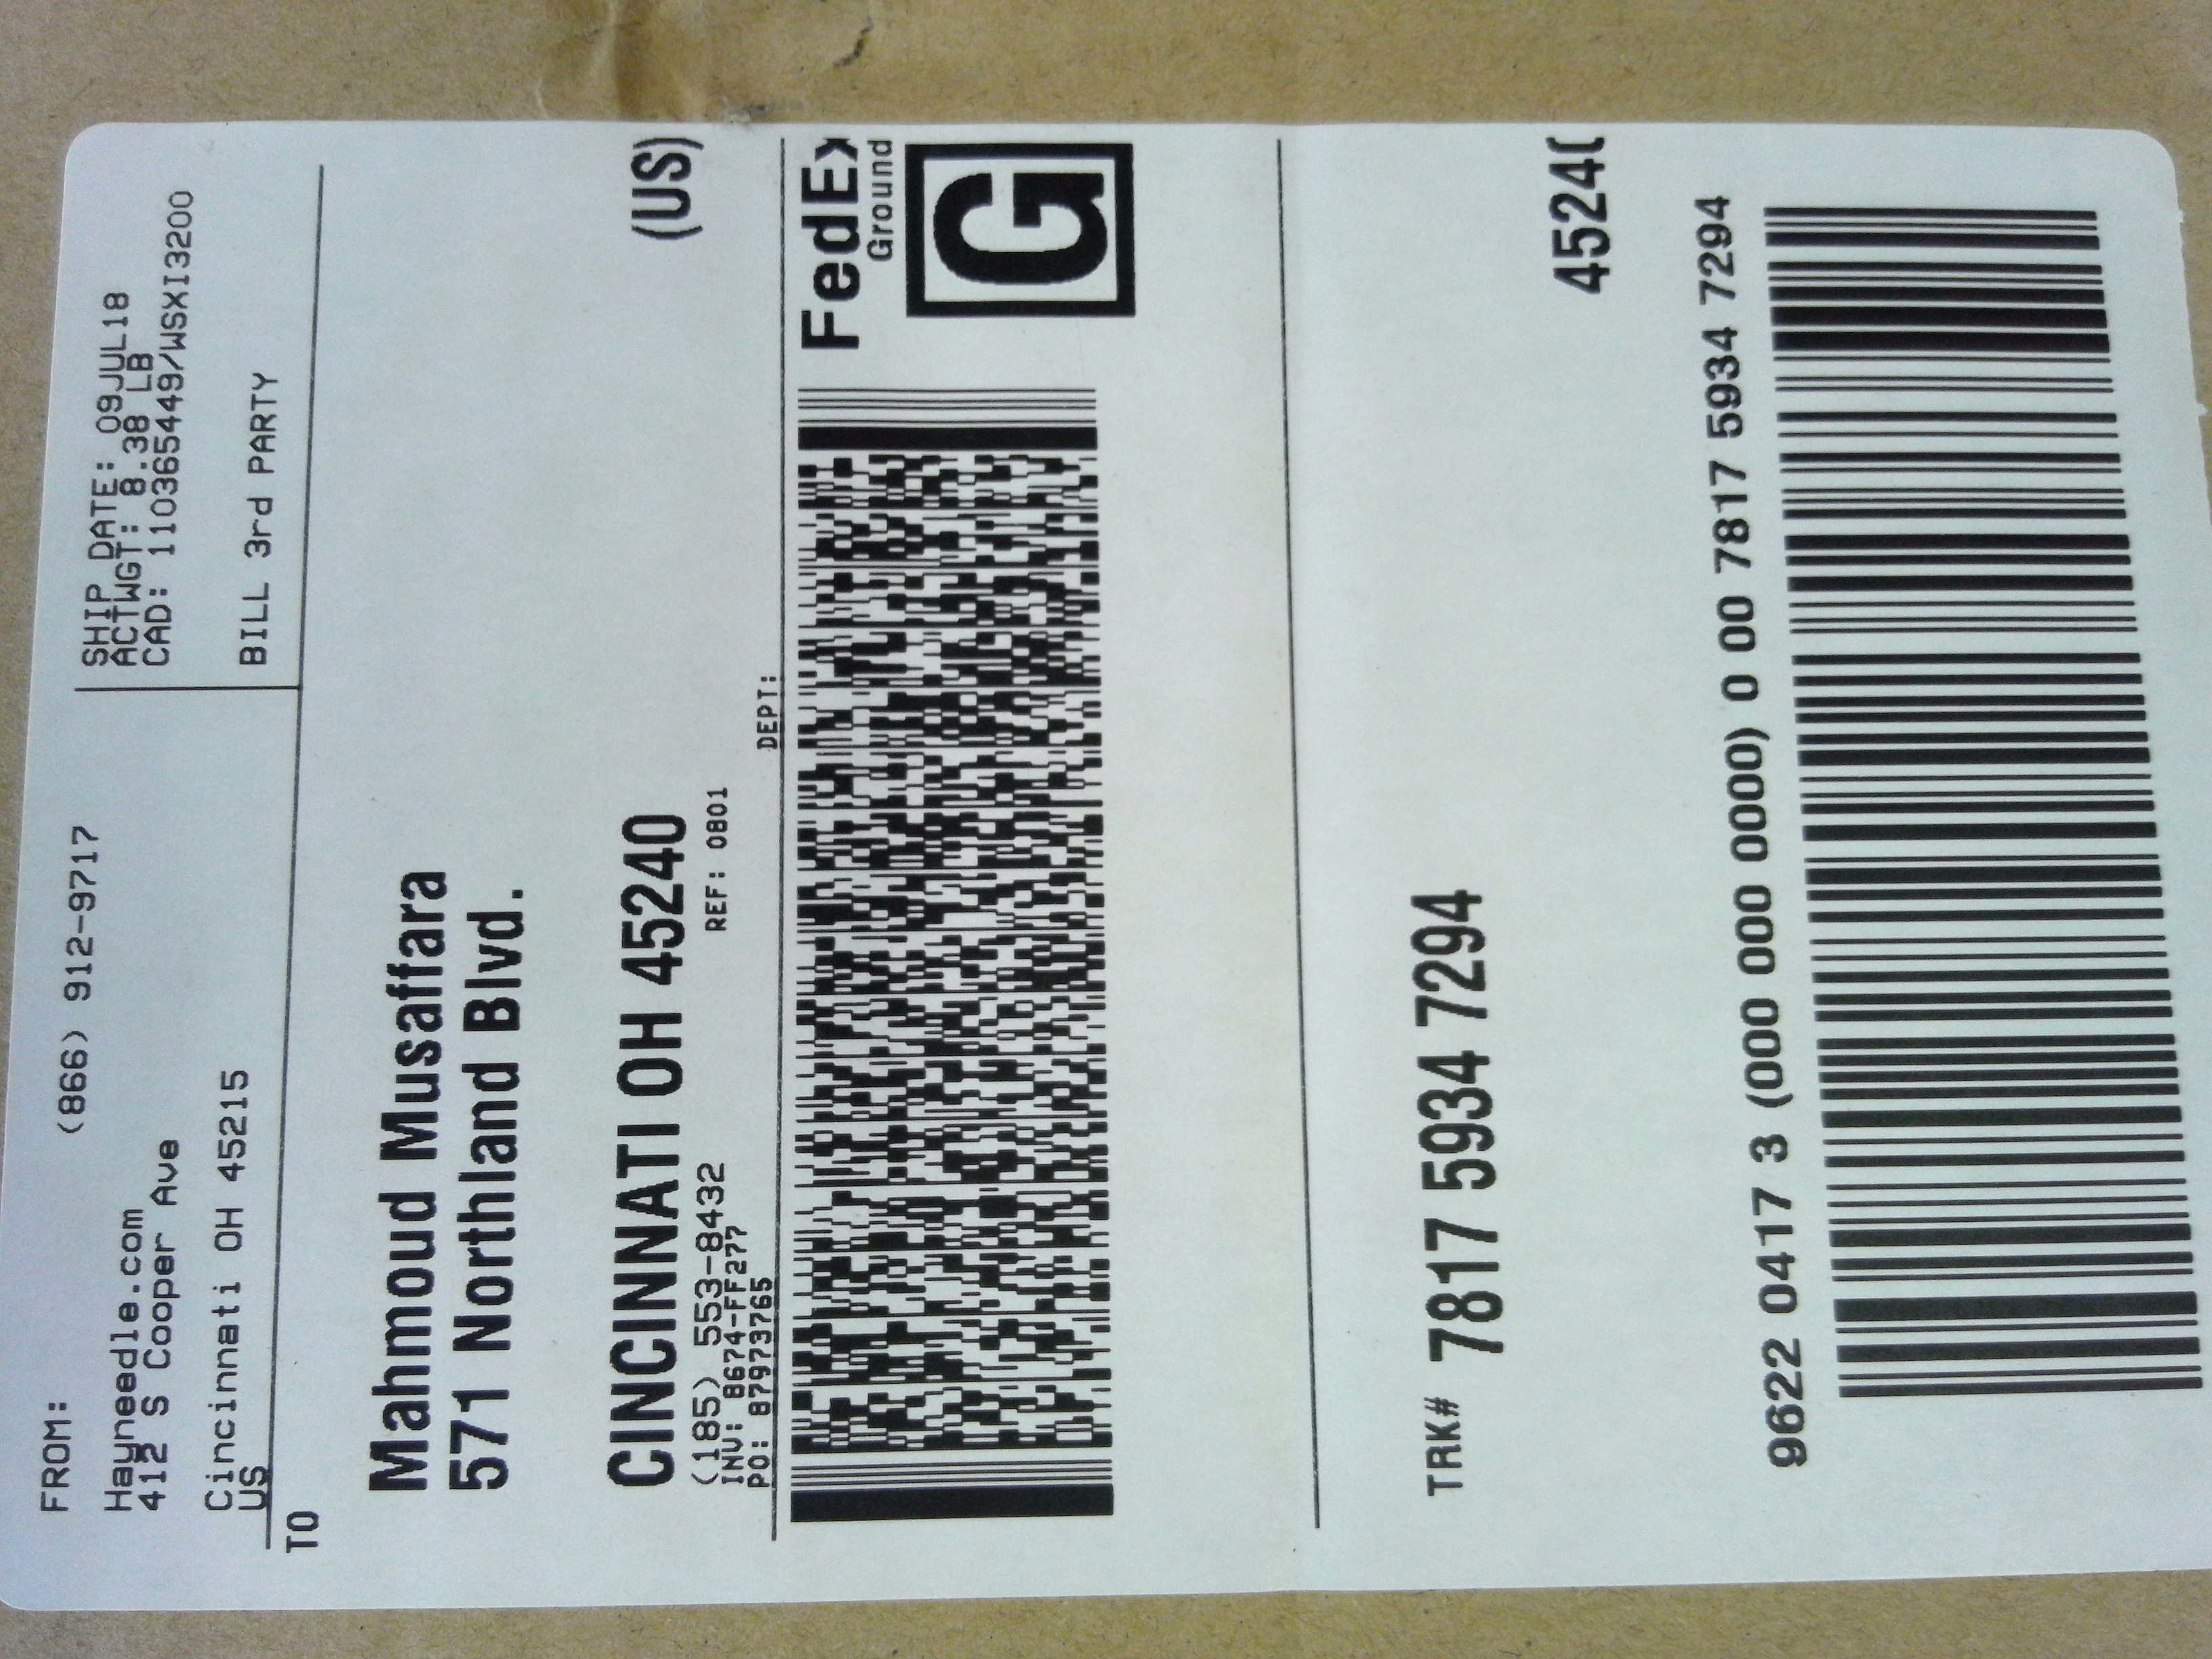 FROM:
(866) 912-9717
Hayneedle.com
412 S Cooper Ave
Cincinnati OH 45215
US
SHIP DATE: 09JUL18
ACTWGT: 8.38 LB
CAD: 110365449/WSXI3200
BILL 3rd PARTY
TO
Mahmoud Musaffara
571 Northland Blvd.
CINCINNATI OH 45240
(US)
(185) 553-8432
REF: 0801
INV: 8674-FF277
PO: 87973765
DEPT:
FedEx
Ground
G
TRK# 7817 5934 7294
45240
9622 0417 3 (000 000 0000) 0 00 7817 5934 7294